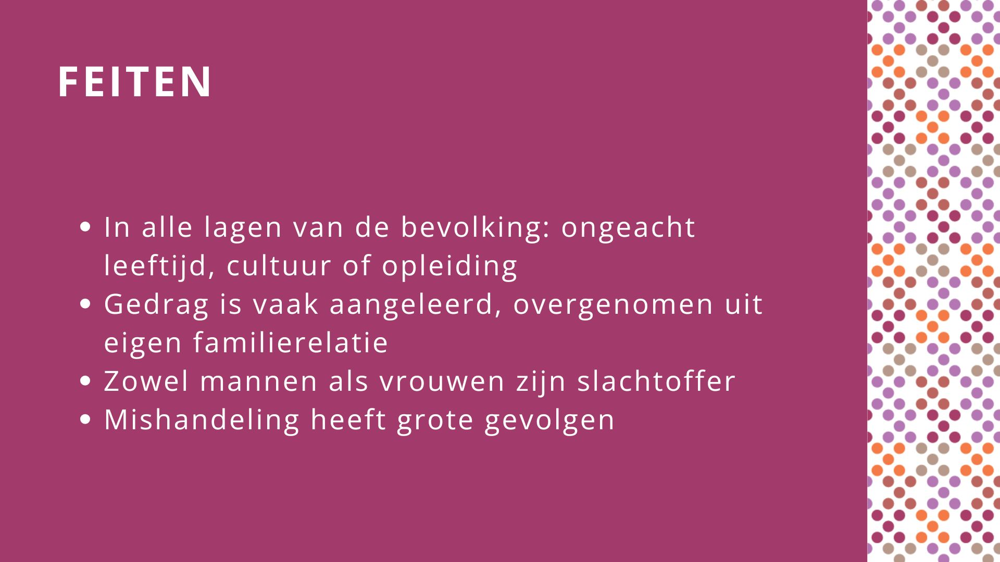 FEITEN
• In alle lagen van de bevolking: ongeacht
leeftijd, cultuur of opleiding
• Gedrag is vaak aangeleerd, overgenomen uit
eigen familierelatie
• Zowel mannen als vrouwen zijn slachtoffer
• Mishandeling heeft grote gevolgen